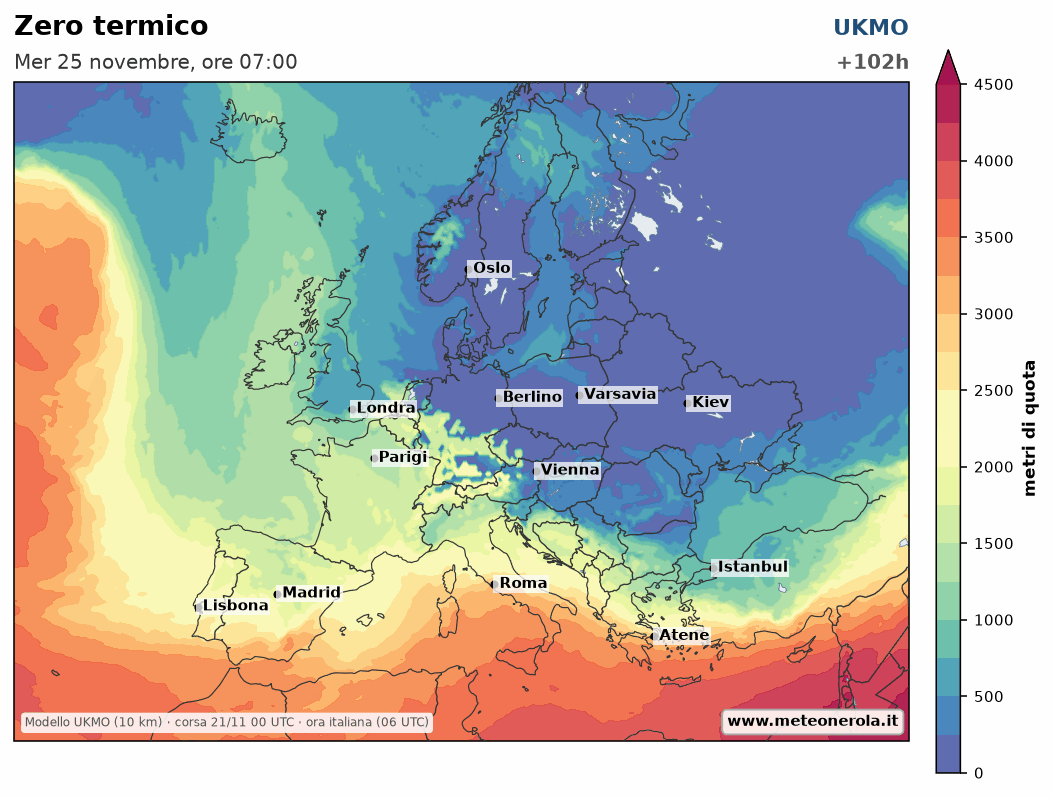 Zero termico
UKMO
Mer 25 novembre, ore 07:00
+102h
4500
4000
3500
3000
2500
2000
1500
1000
500
0
metri di quota
Oslo
Londra
Berlino
Varsavia
Kiev
Parigi
Vienna
Istanbul
Roma
Madrid
Lisbona
Atene
Modello UKMO (10 km) · corsa 21/11 00 UTC · ora italiana (06 UTC)
www.meteonerola.it